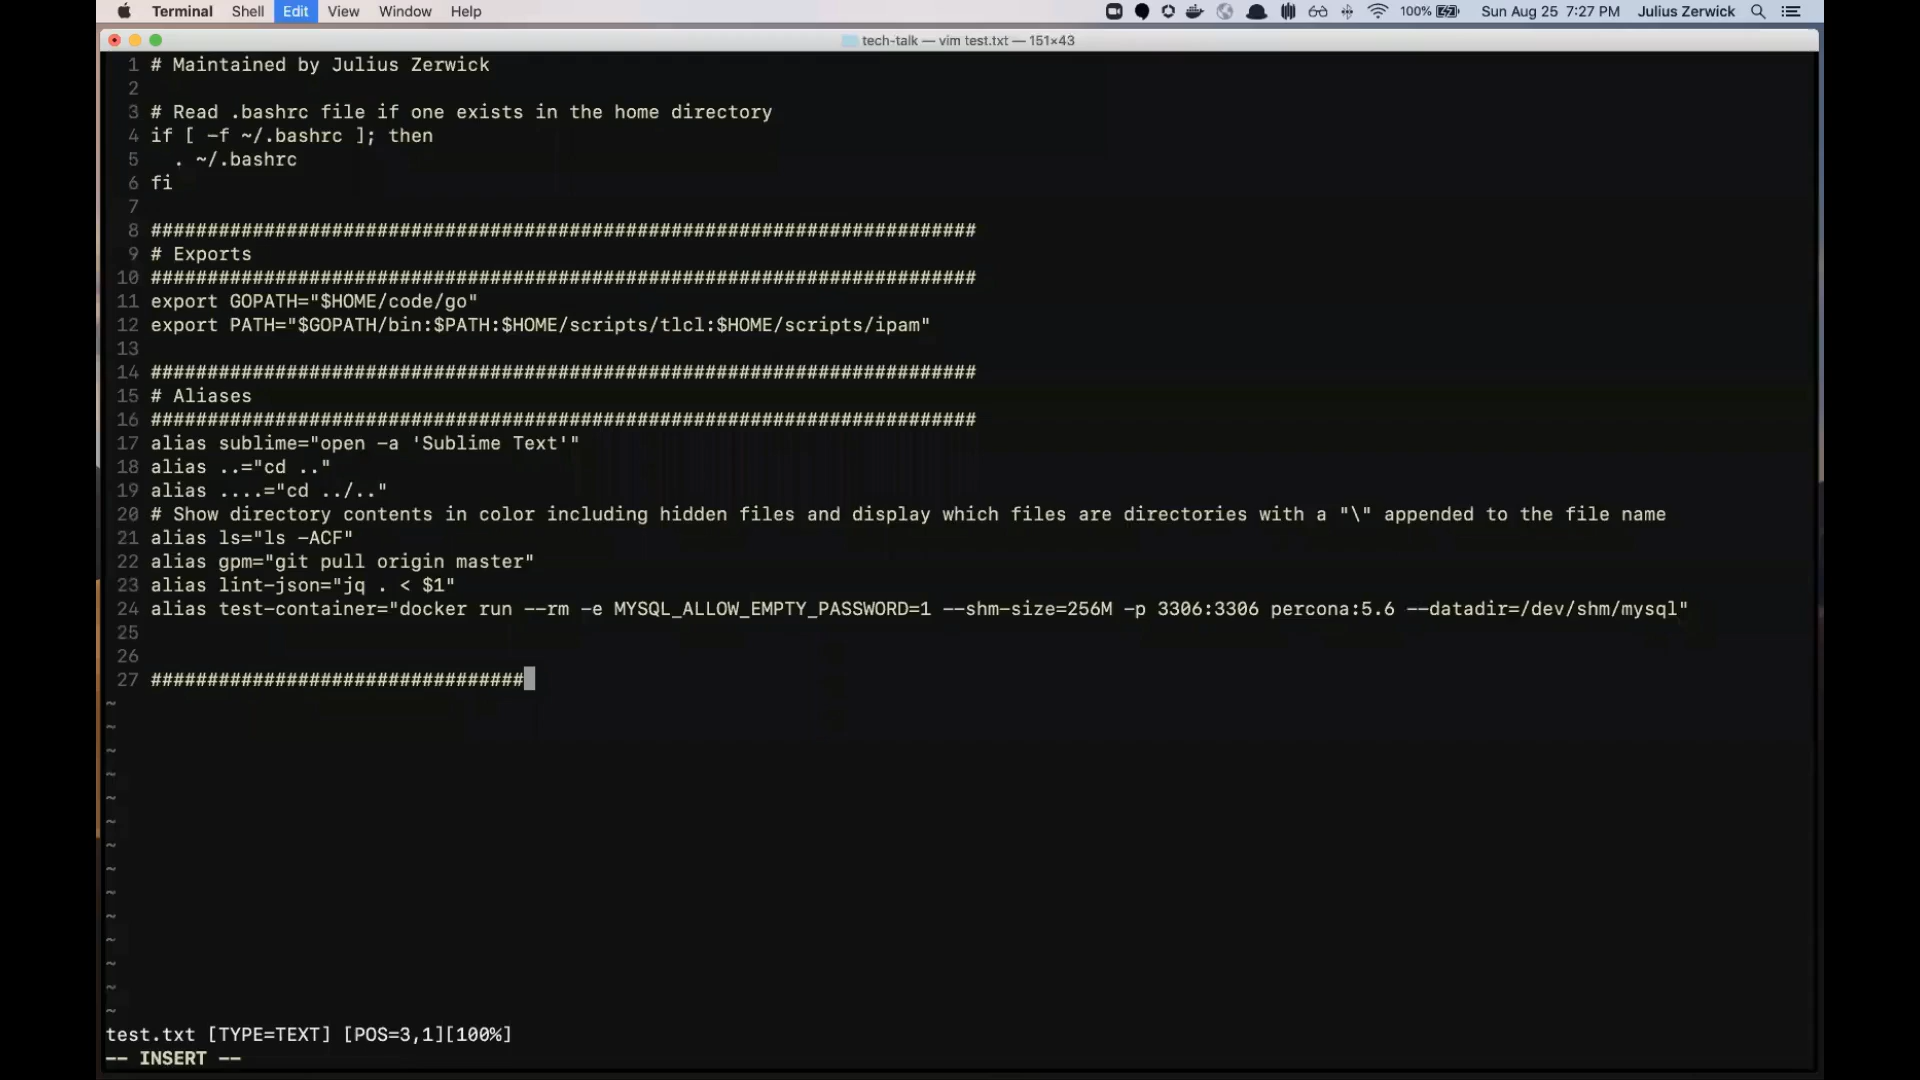 Terminal Shell Edit View Window Help 100% Sun Aug 25 7:27 PM Julius Zerwick
tech-talk — vim test.txt — 151×43
1 # Maintained by Julius Zerwick
2
3 # Read .bashrc file if one exists in the home directory
4 if [ -f ~/.bashrc ]; then
5   . ~/.bashrc
6 fi
7
8 #########################################################################
9 # Exports
10 #########################################################################
11 export GOPATH="$HOME/code/go"
12 export PATH="$GOPATH/bin:$PATH:$HOME/scripts/tlcl:$HOME/scripts/ipam"
13
14 #########################################################################
15 # Aliases
16 #########################################################################
17 alias sublime="open -a 'Sublime Text'"
18 alias ..="cd .."
19 alias ....="cd ../.."
20 # Show directory contents in color including hidden files and display which files are directories with a "\" appended to the file name
21 alias ls="ls -ACF"
22 alias gpm="git pull origin master"
23 alias lint-json="jq . < $1"
24 alias test-container="docker run --rm -e MYSQL_ALLOW_EMPTY_PASSWORD=1 --shm-size=256M -p 3306:3306 percona:5.6 --datadir=/dev/shm/mysql"
25
26
27 #################################
~
~
~
~
~
~
~
~
~
~
~
~
~
~
test.txt [TYPE=TEXT] [POS=3,1][100%]
-- INSERT --